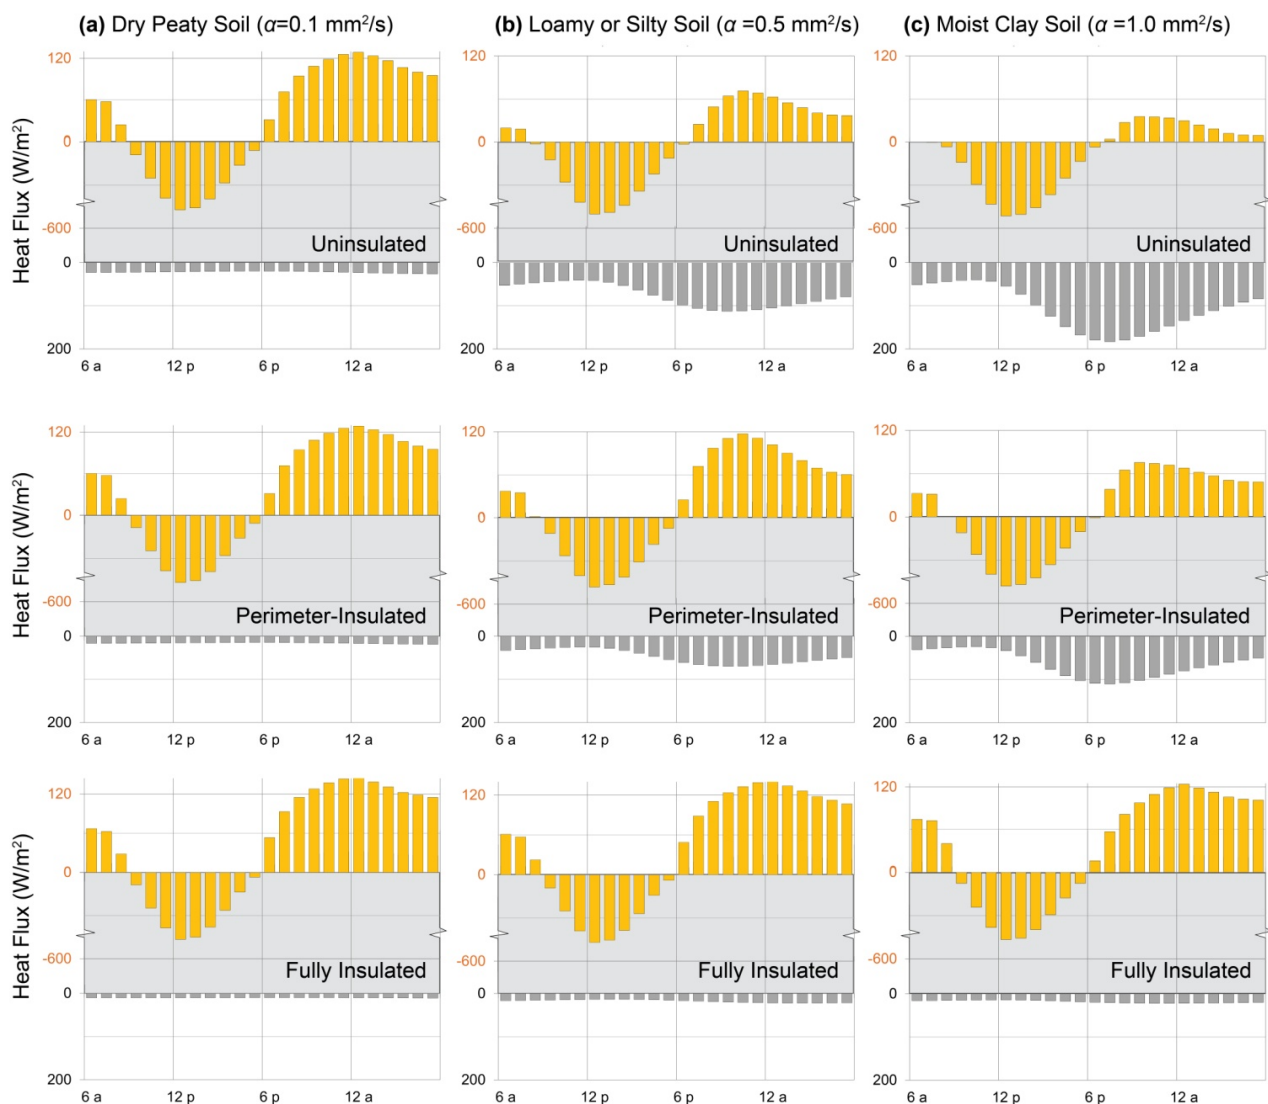 (a) Dry Peaty Soil (α=0.1 mm²/s)
(b) Loamy or Silty Soil (α =0.5 mm²/s)
(c) Moist Clay Soil (α =1.0 mm²/s)
Heat Flux (W/m²)
120
0
-600
Uninsulated
0
200
6 a 12 p 6 p 12 a
120
0
-600
Uninsulated
0
200
6 a 12 p 6 p 12 a
120
0
-600
Uninsulated
0
200
6 a 12 p 6 p 12 a
Heat Flux (W/m²)
120
0
-600
Perimeter-Insulated
0
200
6 a 12 p 6 p 12 a
120
0
-600
Perimeter-Insulated
0
200
6 a 12 p 6 p 12 a
120
0
-600
Perimeter-Insulated
0
200
6 a 12 p 6 p 12 a
Heat Flux (W/m²)
120
0
-600
Fully Insulated
0
200
6 a 12 p 6 p 12 a
120
0
-600
Fully Insulated
0
200
6 a 12 p 6 p 12 a
120
0
-600
Fully Insulated
0
200
6 a 12 p 6 p 12 a